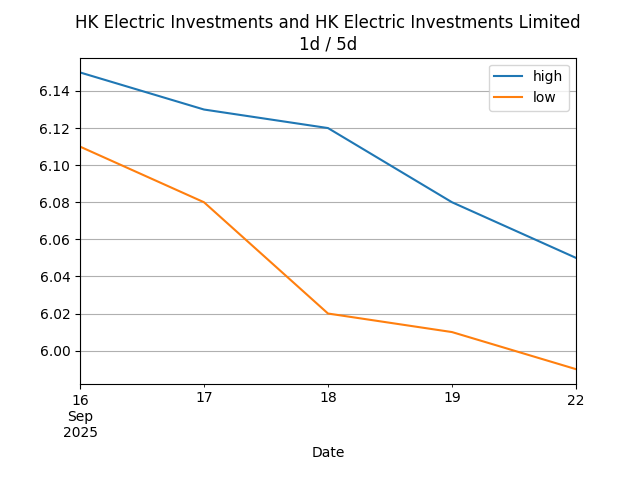 HK Electric Investments and HK Electric Investments Limited
1d / 5d
high
low
6.14
6.12
6.10
6.08
6.06
6.04
6.02
6.00
16 17 18 19 22
Sep
2025
Date